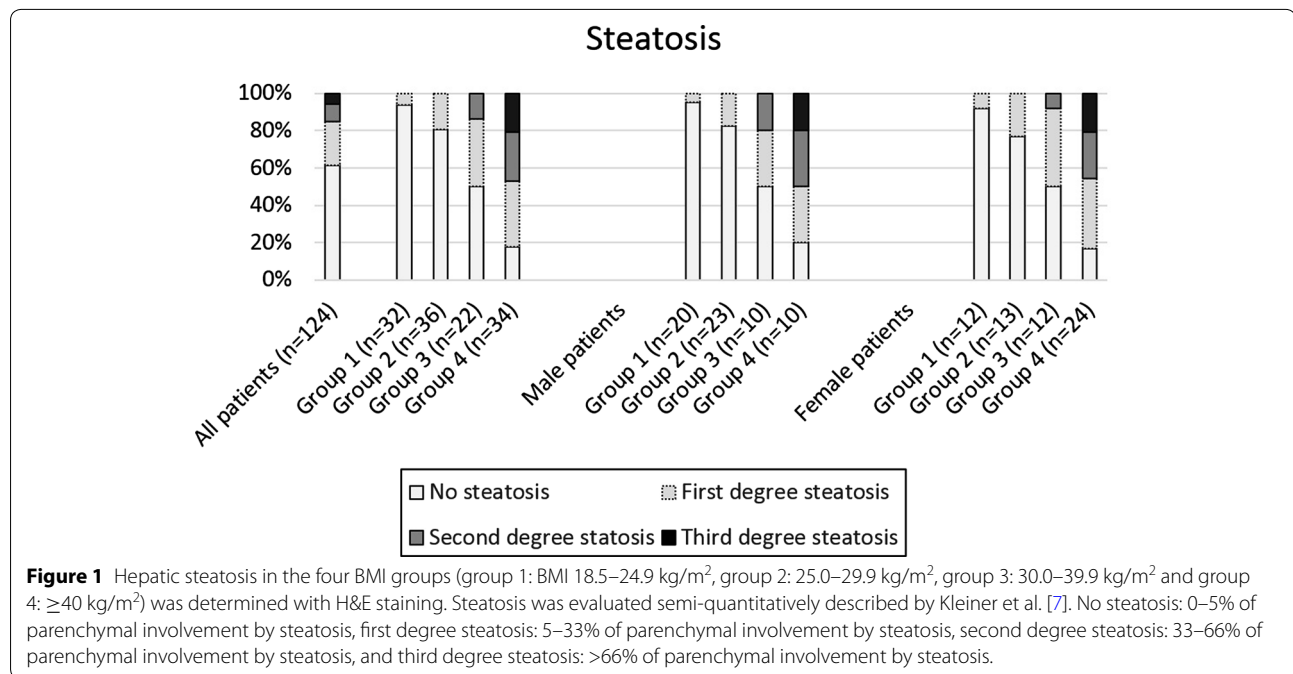 Steatosis
100%
80%
60%
40%
20%
0%
All patients (n=124)
Group 1 (n=32)
Group 2 (n=36)
Group 3 (n=22)
Group 4 (n=34)
Male patients
Group 1 (n=20)
Group 2 (n=23)
Group 3 (n=10)
Group 4 (n=10)
Female patients
Group 1 (n=12)
Group 2 (n=13)
Group 3 (n=12)
Group 4 (n=24)
No steatosis
First degree steatosis
Second degree statosis
Third degree steatosis
Figure 1 Hepatic steatosis in the four BMI groups (group 1: BMI 18.5–24.9 kg/m², group 2: 25.0–29.9 kg/m², group 3: 30.0–39.9 kg/m² and group
4: ≥40 kg/m²) was determined with H&E staining. Steatosis was evaluated semi-quantitatively described by Kleiner et al. [7]. No steatosis: 0–5% of
parenchymal involvement by steatosis, first degree steatosis: 5–33% of parenchymal involvement by steatosis, second degree steatosis: 33–66% of
parenchymal involvement by steatosis, and third degree steatosis: >66% of parenchymal involvement by steatosis.